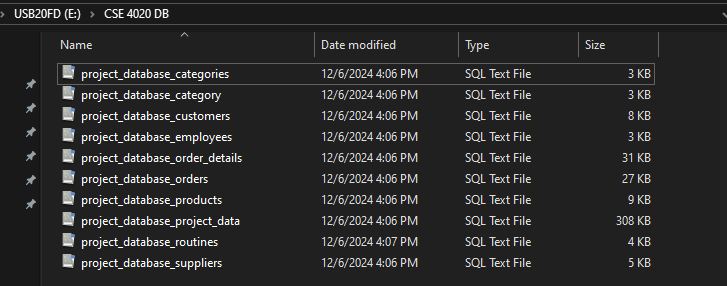 USB20FD (E:) > CSE 4020 DB
Name Date modified Type Size
project_database_categories 12/6/2024 4:06 PM SQL Text File 3 KB
project_database_category 12/6/2024 4:06 PM SQL Text File 3 KB
project_database_customers 12/6/2024 4:06 PM SQL Text File 8 KB
project_database_employees 12/6/2024 4:06 PM SQL Text File 3 KB
project_database_order_details 12/6/2024 4:06 PM SQL Text File 31 KB
project_database_orders 12/6/2024 4:06 PM SQL Text File 27 KB
project_database_products 12/6/2024 4:06 PM SQL Text File 9 KB
project_database_project_data 12/6/2024 4:06 PM SQL Text File 308 KB
project_database_routines 12/6/2024 4:07 PM SQL Text File 4 KB
project_database_suppliers 12/6/2024 4:06 PM SQL Text File 5 KB